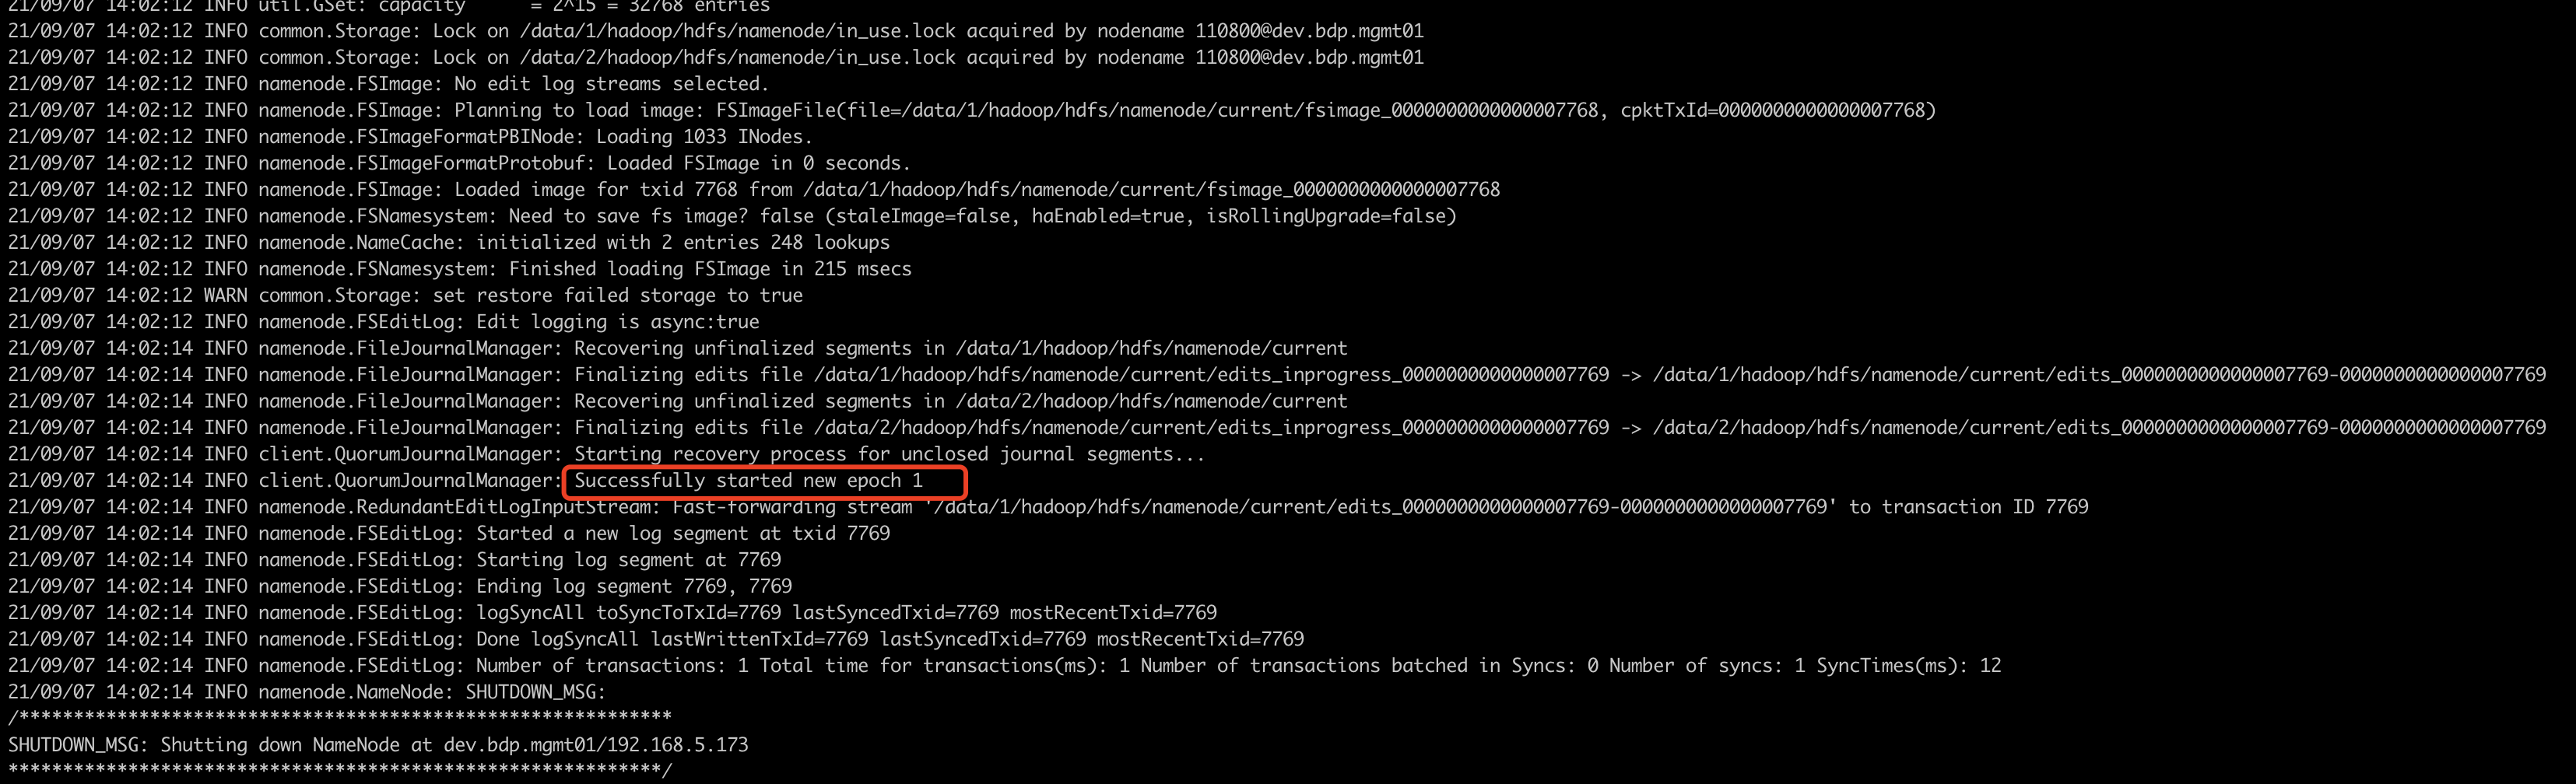 21/09/07 14:02:12 INFO util.GSet: capacity      = 2^15 = 32768 entries
21/09/07 14:02:12 INFO common.Storage: Lock on /data/1/hadoop/hdfs/namenode/in_use.lock acquired by nodename 110800@dev.bdp.mgmt01
21/09/07 14:02:12 INFO common.Storage: Lock on /data/2/hadoop/hdfs/namenode/in_use.lock acquired by nodename 110800@dev.bdp.mgmt01
21/09/07 14:02:12 INFO namenode.FSImage: No edit log streams selected.
21/09/07 14:02:12 INFO namenode.FSImage: Planning to load image: FSImageFile(file=/data/1/hadoop/hdfs/namenode/current/fsimage_0000000000000007768, cpktTxId=0000000000000007768)
21/09/07 14:02:12 INFO namenode.FSImageFormatPBINode: Loading 1033 INodes.
21/09/07 14:02:12 INFO namenode.FSImageFormatProtobuf: Loaded FSImage in 0 seconds.
21/09/07 14:02:12 INFO namenode.FSImage: Loaded image for txid 7768 from /data/1/hadoop/hdfs/namenode/current/fsimage_0000000000000007768
21/09/07 14:02:12 INFO namenode.FSNamesystem: Need to save fs image? false (staleImage=false, haEnabled=true, isRollingUpgrade=false)
21/09/07 14:02:12 INFO namenode.NameCache: initialized with 2 entries 248 lookups
21/09/07 14:02:12 INFO namenode.FSNamesystem: Finished loading FSImage in 215 msecs
21/09/07 14:02:12 WARN common.Storage: set restore failed storage to true
21/09/07 14:02:12 INFO namenode.FSEditLog: Edit logging is async:true
21/09/07 14:02:14 INFO namenode.FileJournalManager: Recovering unfinalized segments in /data/1/hadoop/hdfs/namenode/current
21/09/07 14:02:14 INFO namenode.FileJournalManager: Finalizing edits file /data/1/hadoop/hdfs/namenode/current/edits_inprogress_0000000000000007769 -> /data/1/hadoop/hdfs/namenode/current/edits_0000000000000007769-0000000000000007769
21/09/07 14:02:14 INFO namenode.FileJournalManager: Recovering unfinalized segments in /data/2/hadoop/hdfs/namenode/current
21/09/07 14:02:14 INFO namenode.FileJournalManager: Finalizing edits file /data/2/hadoop/hdfs/namenode/current/edits_inprogress_0000000000000007769 -> /data/2/hadoop/hdfs/namenode/current/edits_0000000000000007769-0000000000000007769
21/09/07 14:02:14 INFO client.QuorumJournalManager: Starting recovery process for unclosed journal segments...
21/09/07 14:02:14 INFO client.QuorumJournalManager: Successfully started new epoch 1
21/09/07 14:02:14 INFO namenode.RedundantEditLogInputStream: Fast-forwarding stream '/data/1/hadoop/hdfs/namenode/current/edits_0000000000000007769-0000000000000007769' to transaction ID 7769
21/09/07 14:02:14 INFO namenode.FSEditLog: Started a new log segment at txid 7769
21/09/07 14:02:14 INFO namenode.FSEditLog: Starting log segment at 7769
21/09/07 14:02:14 INFO namenode.FSEditLog: Ending log segment 7769, 7769
21/09/07 14:02:14 INFO namenode.FSEditLog: logSyncAll toSyncToTxId=7769 lastSyncedTxid=7769 mostRecentTxid=7769
21/09/07 14:02:14 INFO namenode.FSEditLog: Done logSyncAll lastWrittenTxId=7769 lastSyncedTxid=7769 mostRecentTxid=7769
21/09/07 14:02:14 INFO namenode.FSEditLog: Number of transactions: 1 Total time for transactions(ms): 1 Number of transactions batched in Syncs: 0 Number of syncs: 1 SyncTimes(ms): 12
21/09/07 14:02:14 INFO namenode.NameNode: SHUTDOWN_MSG:
/************************************************************
SHUTDOWN_MSG: Shutting down NameNode at dev.bdp.mgmt01/192.168.5.173
************************************************************/